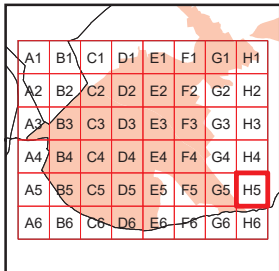 A1 B1 C1 D1 E1 F1 G1 H1
A2 B2 C2 D2 E2 F2 G2 H2
A3 B3 C3 D3 E3 F3 G3 H3
A4 B4 C4 D4 E4 F4 G4 H4
A5 B5 C5 D5 E5 F5 G5 H5
A6 B6 C6 D6 E6 F6 G6 H6